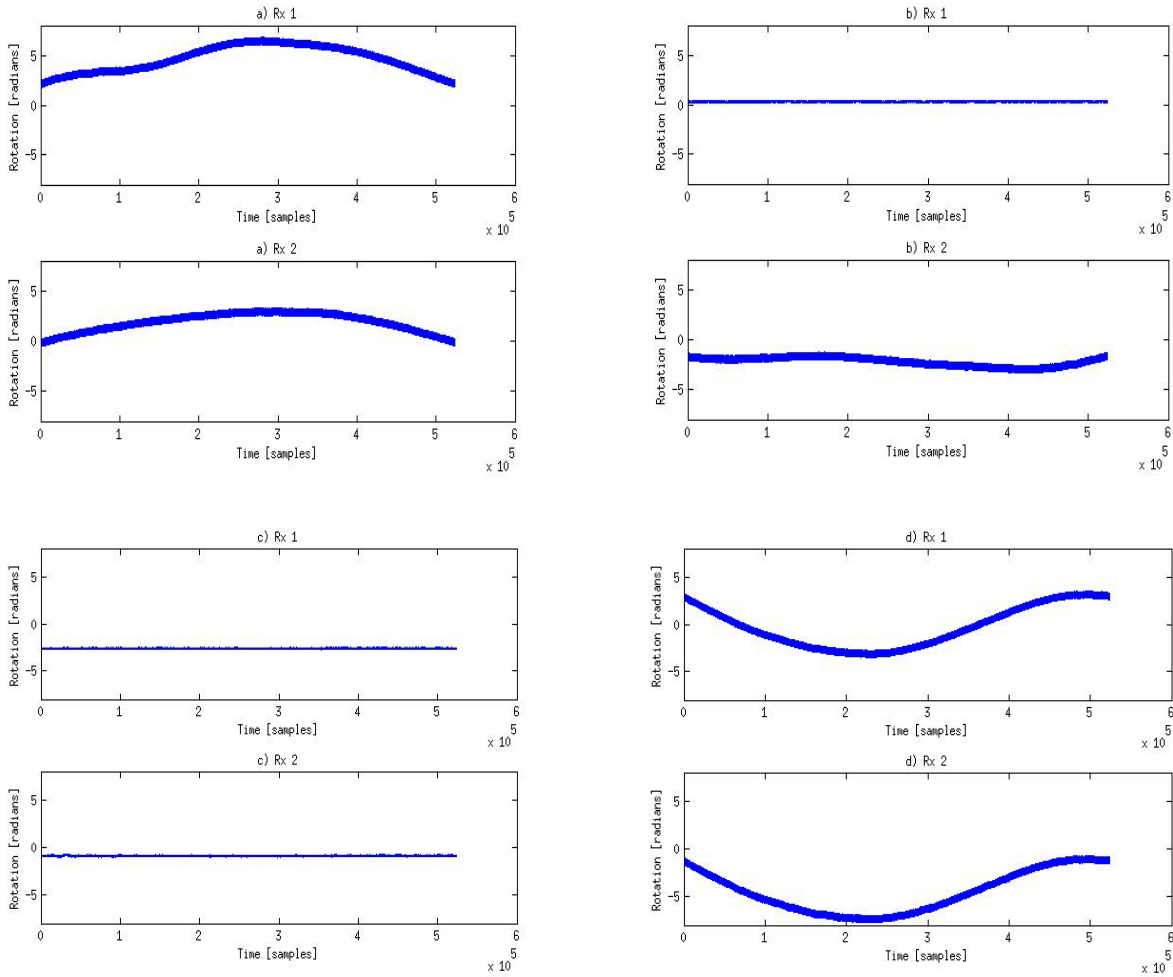 a) Rx 1
Rotation [radians]
5
0
-5
0 1 2 3 4 5 6
Time [samples]
x 10 5
b) Rx 1
Rotation [radians]
5
0
-5
0 1 2 3 4 5 6
Time [samples]
x 10 5
a) Rx 2
Rotation [radians]
5
0
-5
0 1 2 3 4 5 6
Time [samples]
x 10 5
b) Rx 2
Rotation [radians]
5
0
-5
0 1 2 3 4 5 6
Time [samples]
x 10 5
c) Rx 1
Rotation [radians]
5
0
-5
0 1 2 3 4 5 6
Time [samples]
x 10 5
d) Rx 1
Rotation [radians]
5
0
-5
0 1 2 3 4 5 6
Time [samples]
x 10 5
c) Rx 2
Rotation [radians]
5
0
-5
0 1 2 3 4 5 6
Time [samples]
x 10 5
d) Rx 2
Rotation [radians]
5
0
-5
0 1 2 3 4 5 6
Time [samples]
x 10 5